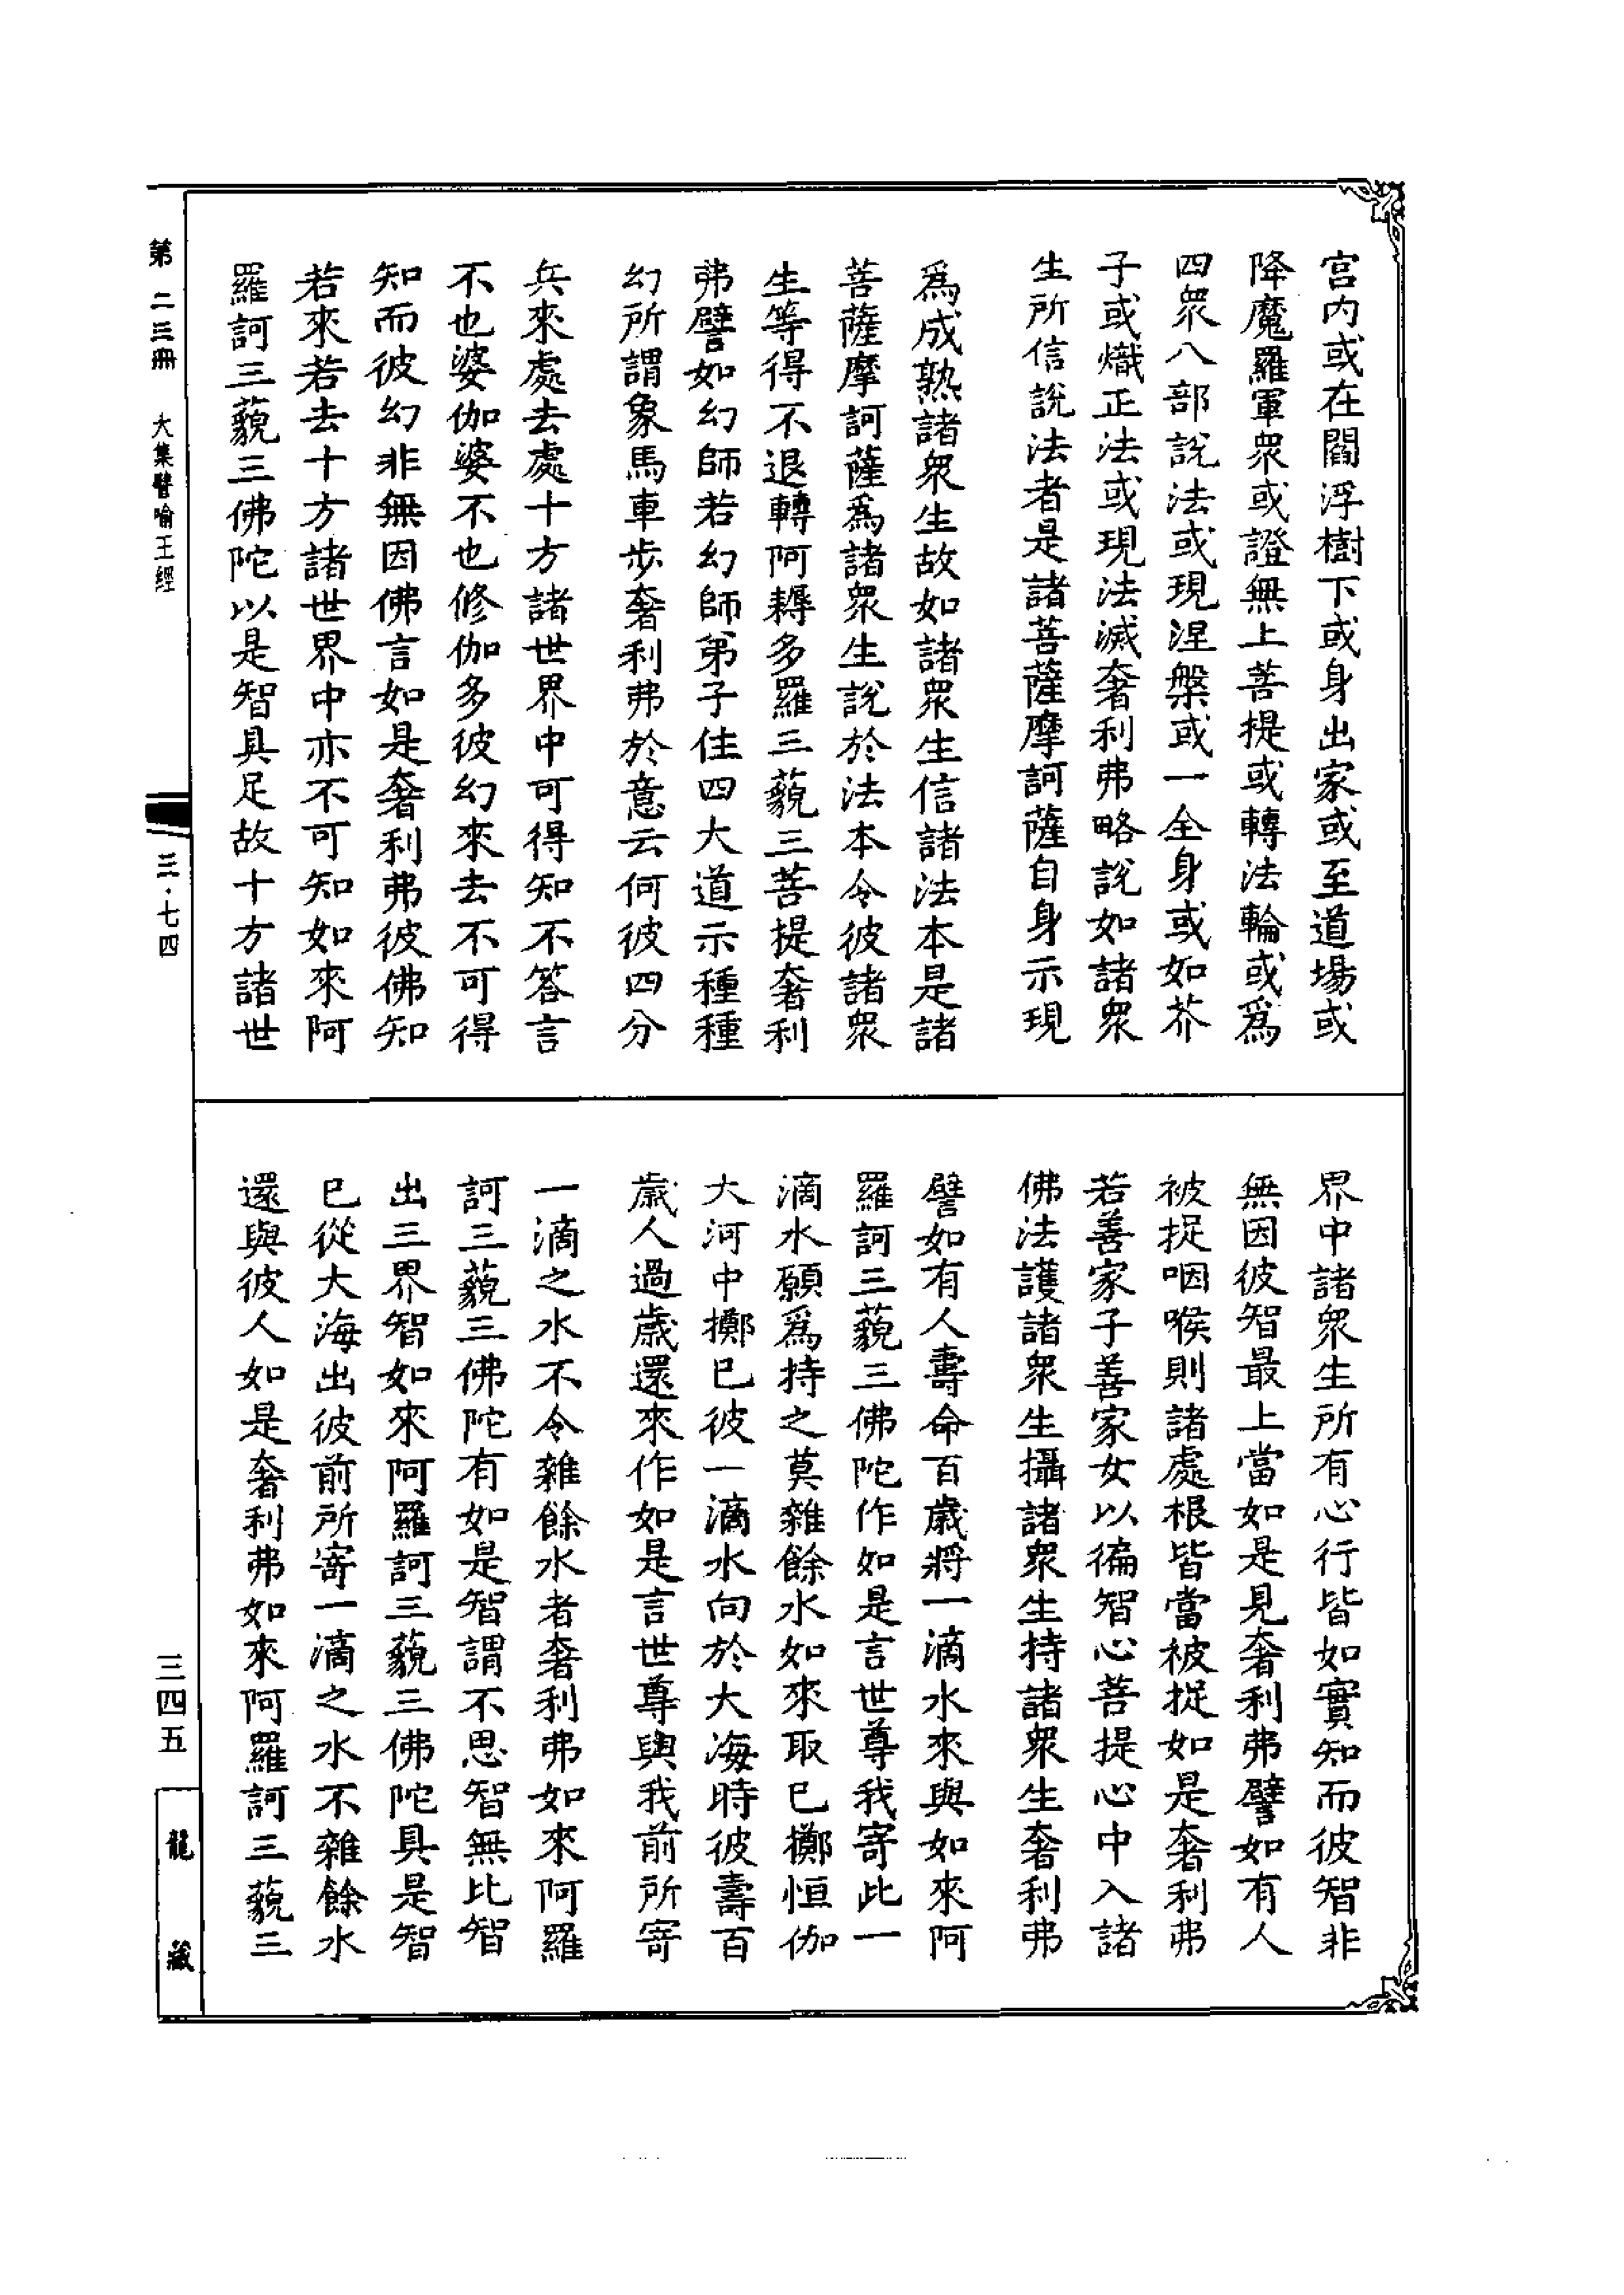 宮内或在閻浮樹下或身出家或至道場或
降魔羅軍眾或證無上菩提或轉法輪或爲
四眾八部說法或現涅槃或一全身或如芥
子或熾正法或現法滅奢利弗略說如諸眾
生所信說法者是諸菩薩摩訶薩自身示現
爲成熟諸眾生故如諸眾生信諸法本是諸
菩薩摩訶薩爲諸眾生說於法本令彼諸眾
生等得不退轉阿耨多羅三藐三菩提奢利
弗譬如幻師若幻師弟子住四大道示種種
幻所謂象馬車步奢利弗於意云何彼四分
兵來處去處十方諸世界中可得知不答言
不也婆伽婆不也修伽多彼幻來去不可得
知而彼幻非無因佛言如是奢利弗彼佛知
若來若去十方諸世界中亦不可知如來阿
羅訶三藐三佛陀以是智具足故十方諸世
界中諸眾生所有心行皆如實知而彼智非
無因彼智最上當如是見奢利弗譬如有人
被捉咽喉則諸處根皆當被捉如是奢利弗
若善家子善家女以徧智心菩提心中入諸
佛法護諸眾生攝諸眾生持諸眾生奢利弗
譬如有人壽命百歲將一滴水來與如來阿
羅訶三藐三佛陀作如是言世尊我寄此一
滴水願爲持之莫雜餘水如來取已擲恒伽
大河中擲已彼一滴水向於大海時彼壽百
歲人過歲還來作如是言世尊與我前所寄
一滴之水不令雜餘水者奢利弗如來阿羅
訶三藐三佛陀有如是智謂不思智無比智
出三界智如來阿羅訶三藐三佛陀具是智
已從大海出彼前所寄一滴之水不雜餘水
還與彼人如是奢利弗如來阿羅訶三藐三
第二三冊 大集譬喻王經 三·七四 三四五 龍藏